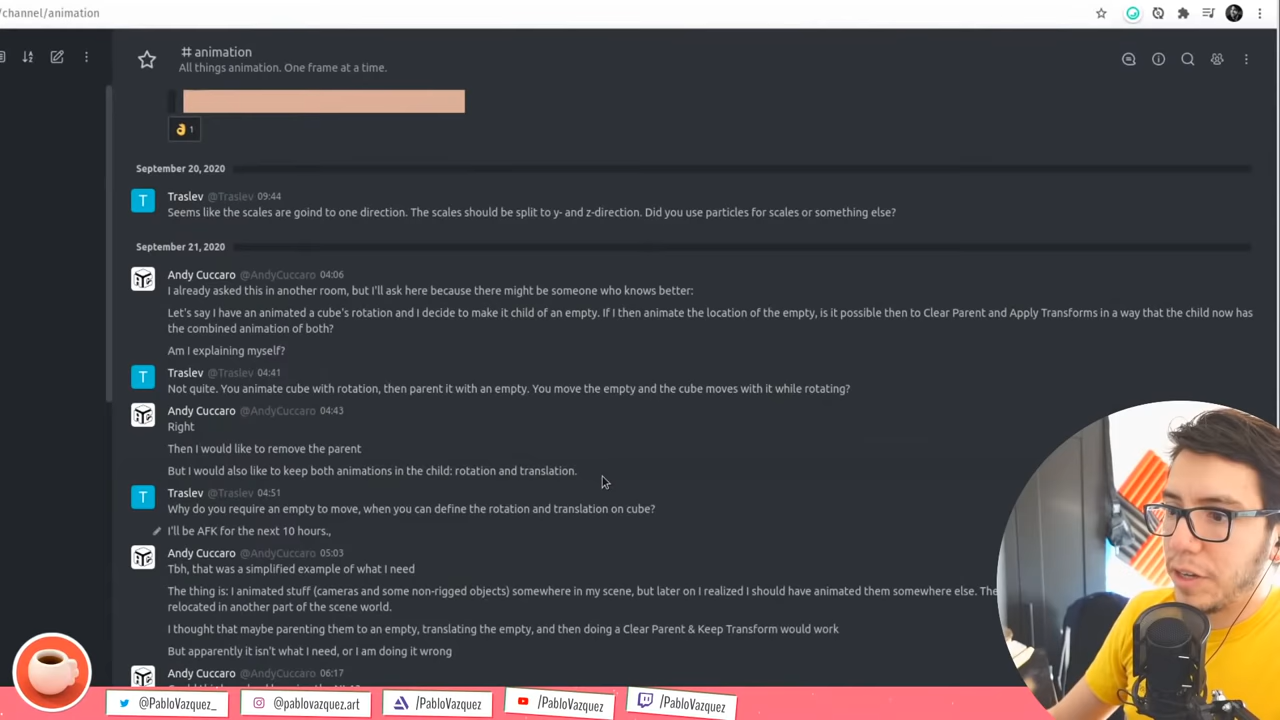 /channel/animation
# animation
All things animation. One frame at a time.
1
September 20, 2020
T Traslev @Traslev 09:44
Seems like the scales are goind to one direction. The scales should be split to y- and z-direction. Did you use particles for scales or something else?
September 21, 2020
Andy Cuccaro @AndyCuccaro 04:06
I already asked this in another room, but I'll ask here because there might be someone who knows better:
Let's say I have an animated a cube's rotation and I decide to make it child of an empty. If I then animate the location of the empty, is it possible then to Clear Parent and Apply Transforms in a way that the child now has
the combined animation of both?
Am I explaining myself?
T Traslev @Traslev 04:41
Not quite. You animate cube with rotation, then parent it with an empty. You move the empty and the cube moves with it while rotating?
Andy Cuccaro @AndyCuccaro 04:43
Right
Then I would like to remove the parent
But I would also like to keep both animations in the child: rotation and translation.
T Traslev @Traslev 04:51
Why do you require an empty to move, when you can define the rotation and translation on cube?
I'll be AFK for the next 10 hours.,
Andy Cuccaro @AndyCuccaro 05:03
Tbh, that was a simplified example of what I need
The thing is: I animated stuff (cameras and some non-rigged objects) somewhere in my scene, but later on I realized I should have animated them somewhere else. The
relocated in another part of the scene world.
I thought that maybe parenting them to an empty, translating the empty, and then doing a Clear Parent & Keep Transform would work
But apparently it isn't what I need, or I am doing it wrong
Andy Cuccaro @AndyCuccaro 06:17
@PabloVazquez_
@pablovazquez.art
/PabloVazquez
/PabloVazquez
/PabloVazquez